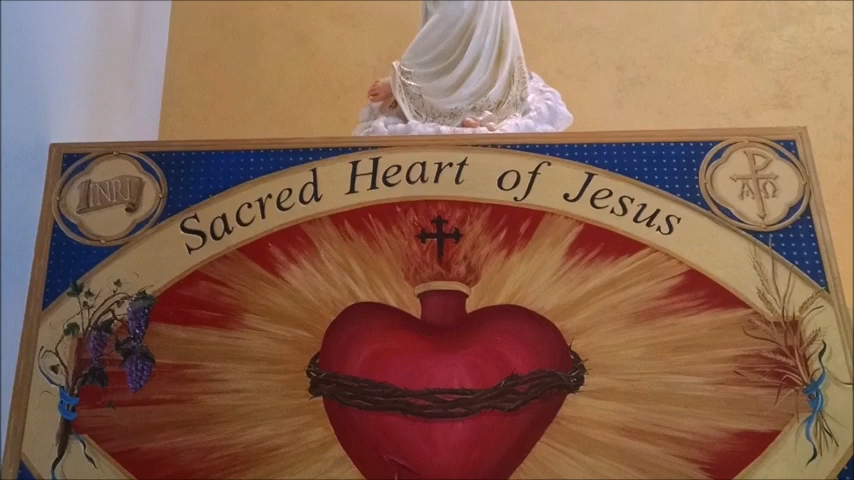 Sacred Heart of Jesus
INRI
Α Ω